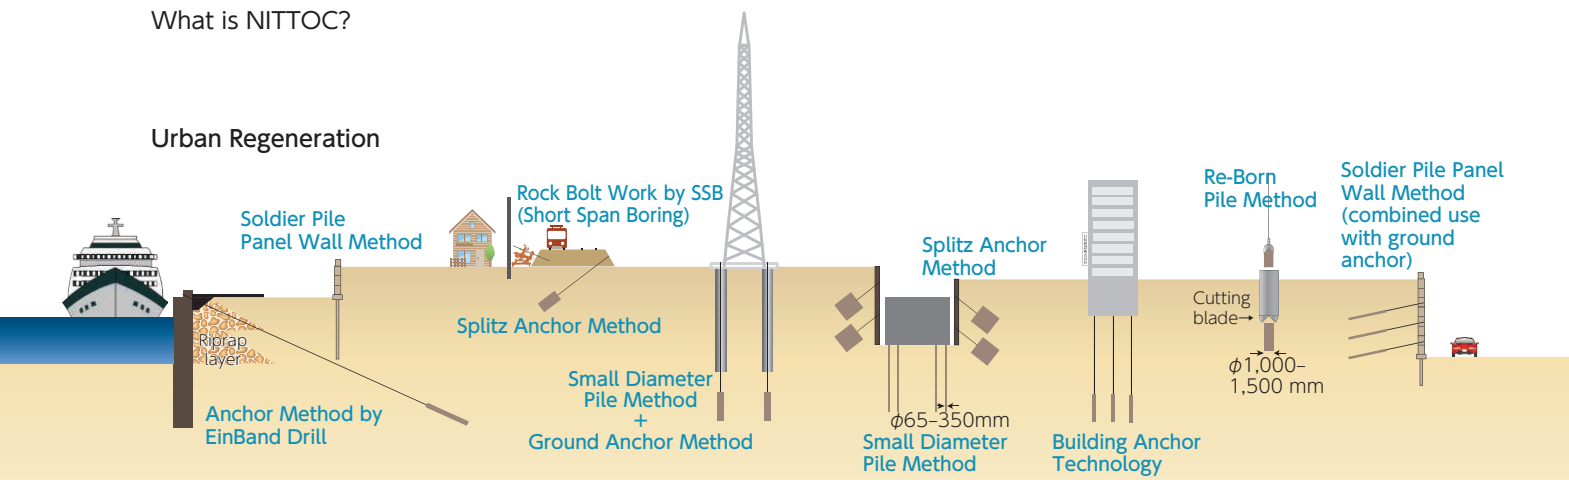 What is NITTOC?
Urban Regeneration
Soldier Pile
Panel Wall Method
Rock Bolt Work by SSB
(Short Span Boring)
Splitz Anchor
Method
Re-Born
Pile Method
Soldier Pile Panel
Wall Method
(combined use
with ground
anchor)
Riprap
layer
Splitz Anchor Method
Cutting
blade→
Anchor Method by
EinBand Drill
Small Diameter
Pile Method
+
Ground Anchor Method
φ65–350mm
Small Diameter
Pile Method
Building Anchor
Technology
φ1,000–
1,500 mm